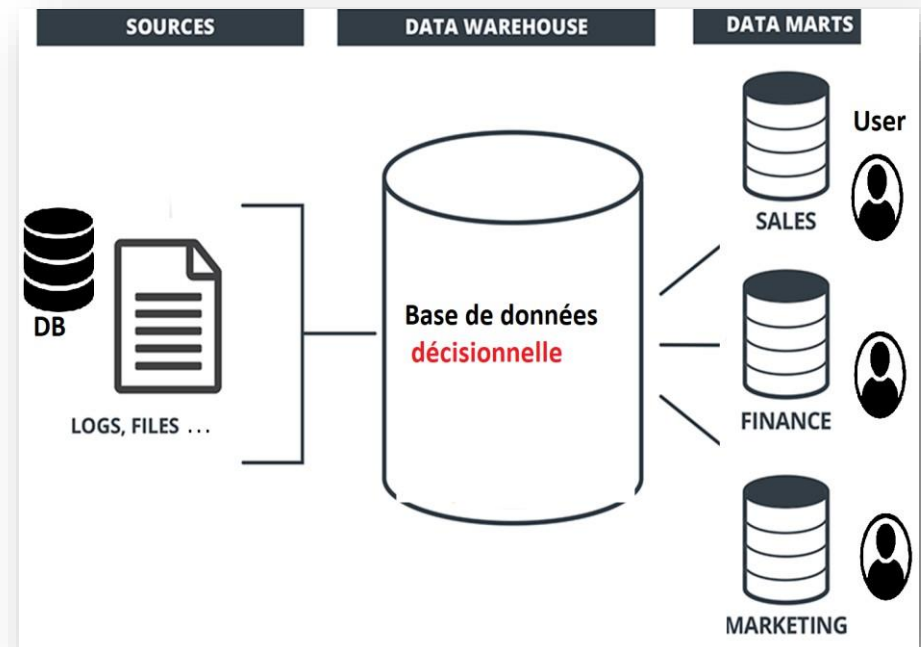 SOURCES
DATA WAREHOUSE
DATA MARTS
User
SALES
DB
LOGS, FILES ...
Base de données
décisionnelle
FINANCE
MARKETING